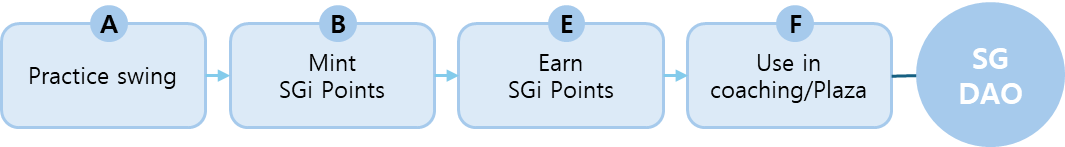 A
Practice swing
B
Mint
SGi Points
E
Earn
SGi Points
F
Use in
coaching/Plaza
SG
DAO